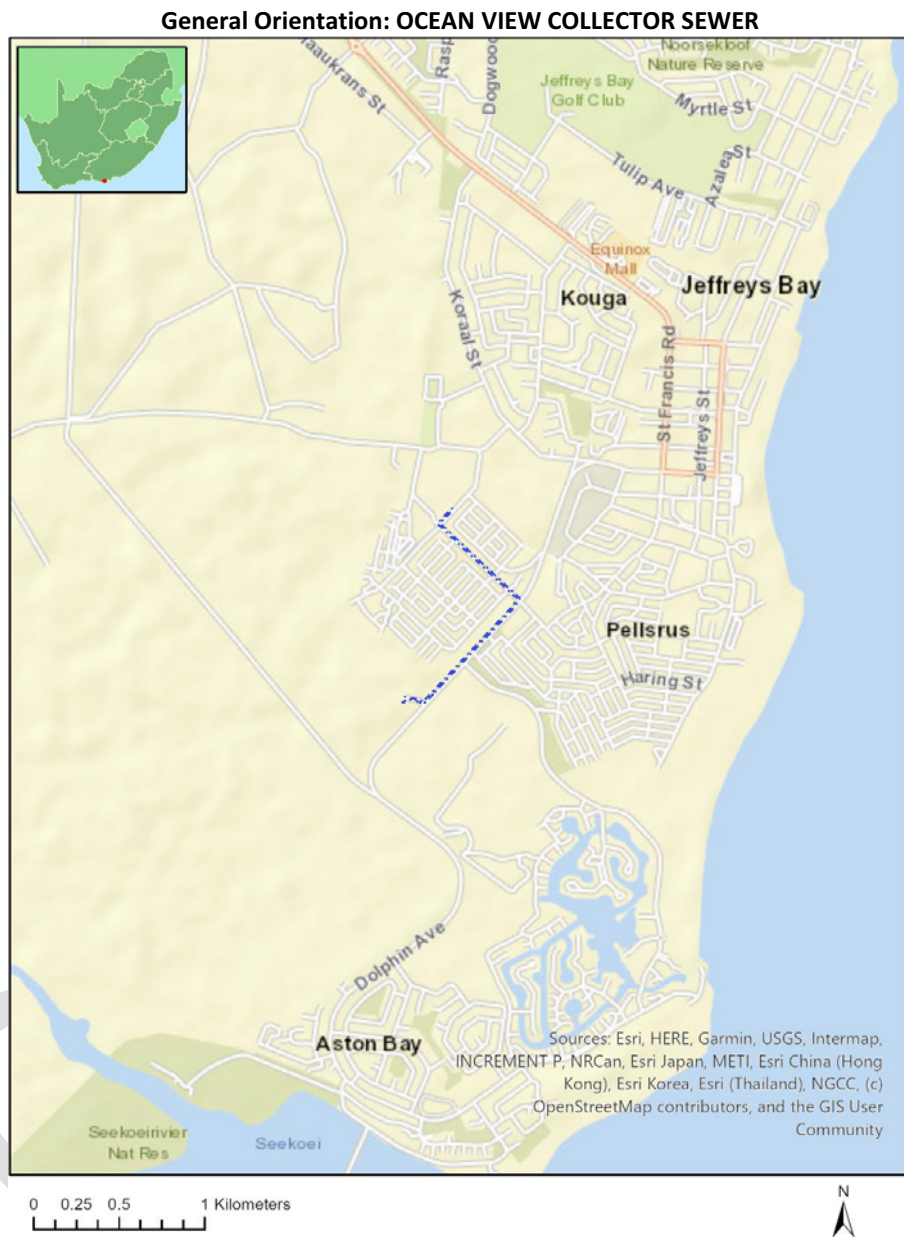 General Orientation: OCEAN VIEW COLLECTOR SEWER
Noorsekloof
Nature Reserve
Jeffreys Bay
Golf Club
Myrtle St
Tulip Ave
Azalea St
Equinox
Mall
Jeffreys Bay
Kouga
Koraal St
St Francis Rd
Jeffreys St
Pellsrus
Haring St
Dolphin Ave
Aston Bay
Sources: Esri, HERE, Garmin, USGS, Intermap,
INCREMENT P, NRCan, Esri Japan, METI, Esri China (Hong
Kong), Esri Korea, Esri (Thailand), NGCC, (c)
OpenStreetMap contributors, and the GIS User
Community
Seekoeirivier
Nat Res
Seekoei
0 0.25 0.5 1 Kilometers
N